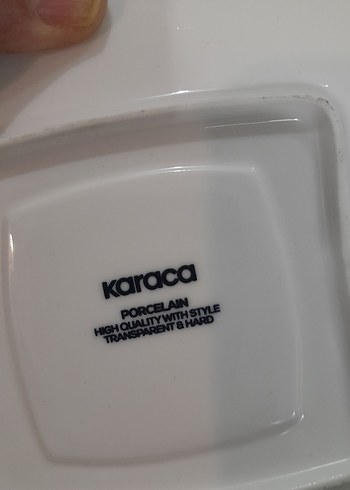 karaca
PORCELAIN
HIGH QUALITY WITH STYLE
TRANSPARENT & HARD